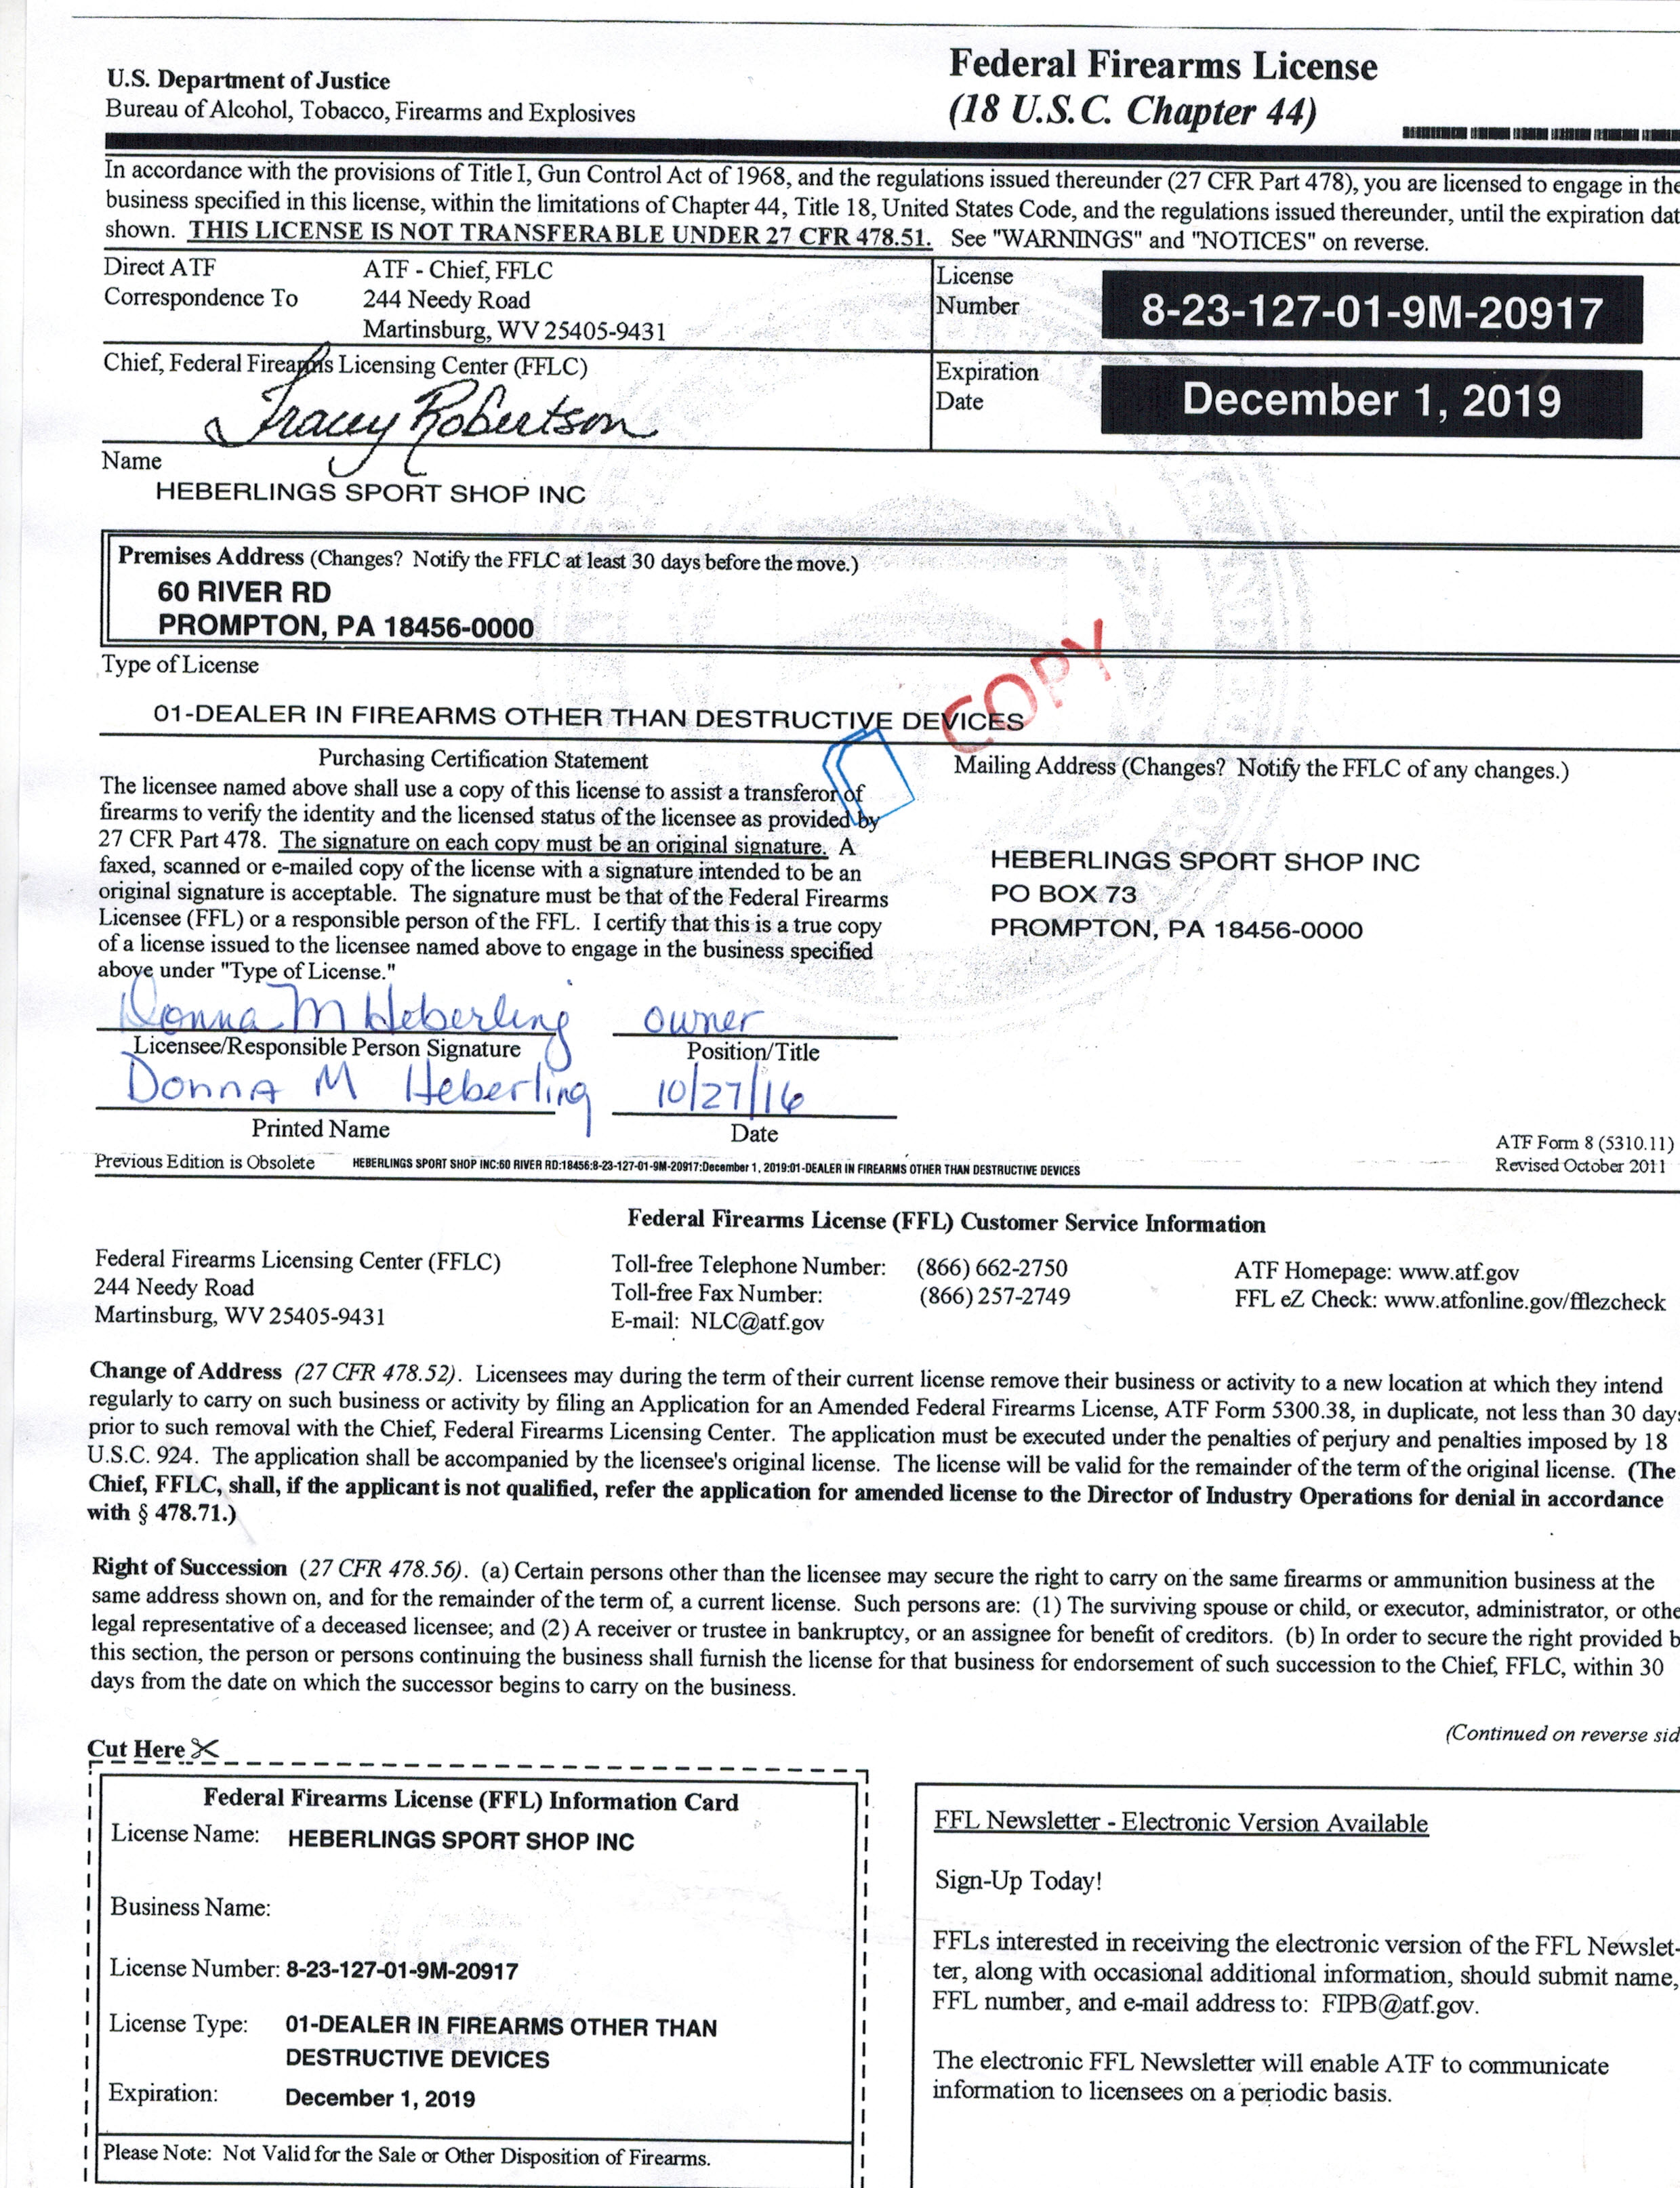 U.S. Department of Justice
Bureau of Alcohol, Tobacco, Firearms and Explosives
Federal Firearms License
(18 U.S.C. Chapter 44)
In accordance with the provisions of Title I, Gun Control Act of 1968, and the regulations issued thereunder (27 CFR Part 478), you are licensed to engage in the
business specified in this license, within the limitations of Chapter 44, Title 18, United States Code, and the regulations issued thereunder, until the expiration dat
shown. THIS LICENSE IS NOT TRANSFERABLE UNDER 27 CFR 478.51. See "WARNINGS" and "NOTICES" on reverse.
Direct ATF
Correspondence To
ATF - Chief, FFLC
244 Needy Road
Martinsburg, WV 25405-9431
License
Number
8-23-127-01-9M-20917
Chief, Federal Firearms Licensing Center (FFLC)
Tracey Robertson
Expiration
Date
December 1, 2019
Name
HEBERLINGS SPORT SHOP INC
Premises Address (Changes? Notify the FFLC at least 30 days before the move.)
60 RIVER RD
PROMPTON, PA 18456-0000
Type of License
01-DEALER IN FIREARMS OTHER THAN DESTRUCTIVE DEVICES
COPY
Purchasing Certification Statement
The licensee named above shall use a copy of this license to assist a transferor of
firearms to verify the identity and the licensed status of the licensee as provided by
27 CFR Part 478. The signature on each copy must be an original signature. A
faxed, scanned or e-mailed copy of the license with a signature intended to be an
original signature is acceptable. The signature must be that of the Federal Firearms
Licensee (FFL) or a responsible person of the FFL. I certify that this is a true copy
of a license issued to the licensee named above to engage in the business specified
above under "Type of License."
Mailing Address (Changes? Notify the FFLC of any changes.)
HEBERLINGS SPORT SHOP INC
PO BOX 73
PROMPTON, PA 18456-0000
Donna M Heberling
owner
Licensee/Responsible Person Signature
Position/Title
Donna M Heberling
10/27/16
Printed Name
Date
ATF Form 8 (5310.11)
Revised October 2011
Previous Edition is Obsolete
HEBERLINGS SPORT SHOP INC:60 RIVER RD:18456:8-23-127-01-9M-20917:December 1, 2019:01-DEALER IN FIREARMS OTHER THAN DESTRUCTIVE DEVICES
Federal Firearms License (FFL) Customer Service Information
Federal Firearms Licensing Center (FFLC)
244 Needy Road
Martinsburg, WV 25405-9431
Toll-free Telephone Number: (866) 662-2750
Toll-free Fax Number: (866) 257-2749
E-mail: NLC@atf.gov
ATF Homepage: www.atf.gov
FFL eZ Check: www.atfonline.gov/fflezcheck
Change of Address (27 CFR 478.52). Licensees may during the term of their current license remove their business or activity to a new location at which they intend
regularly to carry on such business or activity by filing an Application for an Amended Federal Firearms License, ATF Form 5300.38, in duplicate, not less than 30 days
prior to such removal with the Chief, Federal Firearms Licensing Center. The application must be executed under the penalties of perjury and penalties imposed by 18
U.S.C. 924. The application shall be accompanied by the licensee's original license. The license will be valid for the remainder of the term of the original license. (The
Chief, FFLC, shall, if the applicant is not qualified, refer the application for amended license to the Director of Industry Operations for denial in accordance
with § 478.71.)
Right of Succession (27 CFR 478.56). (a) Certain persons other than the licensee may secure the right to carry on the same firearms or ammunition business at the
same address shown on, and for the remainder of the term of, a current license. Such persons are: (1) The surviving spouse or child, or executor, administrator, or othe
legal representative of a deceased licensee; and (2) A receiver or trustee in bankruptcy, or an assignee for benefit of creditors. (b) In order to secure the right provided b
this section, the person or persons continuing the business shall furnish the license for that business for endorsement of such succession to the Chief, FFLC, within 30
days from the date on which the successor begins to carry on the business.
(Continued on reverse sid
Cut Here
Federal Firearms License (FFL) Information Card
License Name: HEBERLINGS SPORT SHOP INC
Business Name:
License Number: 8-23-127-01-9M-20917
License Type: 01-DEALER IN FIREARMS OTHER THAN
DESTRUCTIVE DEVICES
Expiration: December 1, 2019
Please Note: Not Valid for the Sale or Other Disposition of Firearms.
FFL Newsletter - Electronic Version Available
Sign-Up Today!
FFLs interested in receiving the electronic version of the FFL Newslet-
ter, along with occasional additional information, should submit name,
FFL number, and e-mail address to: FIPB@atf.gov.
The electronic FFL Newsletter will enable ATF to communicate
information to licensees on a periodic basis.